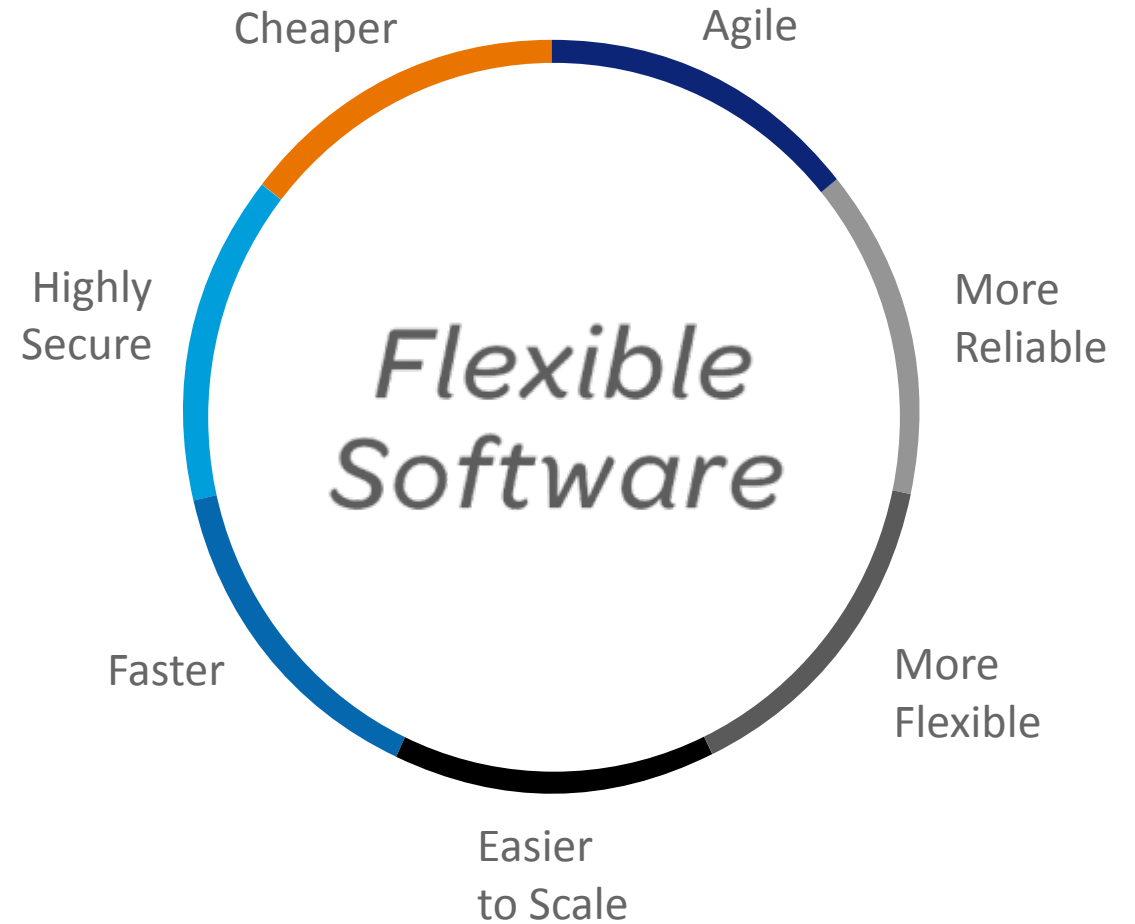 Cheaper
Agile
Highly
Secure
More
Reliable
Flexible
Software
Faster
More
Flexible
Easier
to Scale